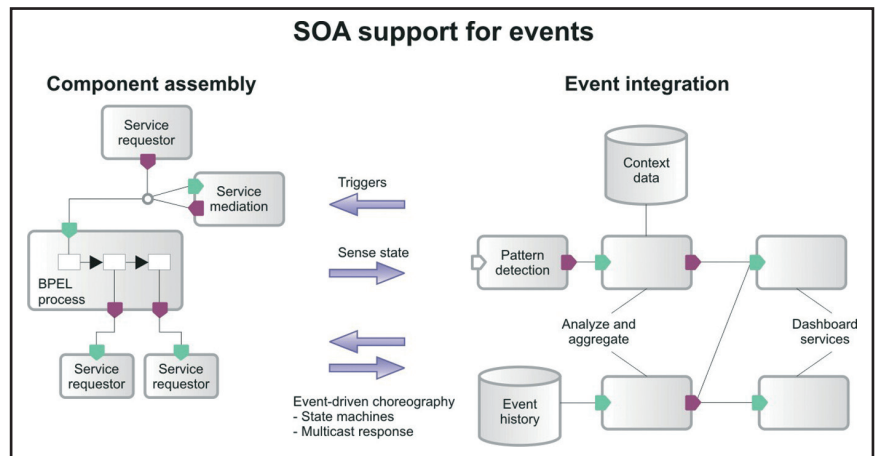 SOA support for events
Component assembly
Service
requestor
Service
mediation
BPEL
process
Service
requestor
Service
requestor
Triggers
Sense state
Event-driven choreography
- State machines
- Multicast response
Event integration
Context
data
Pattern
detection
Analyze and
aggregate
Dashboard
services
Event
history